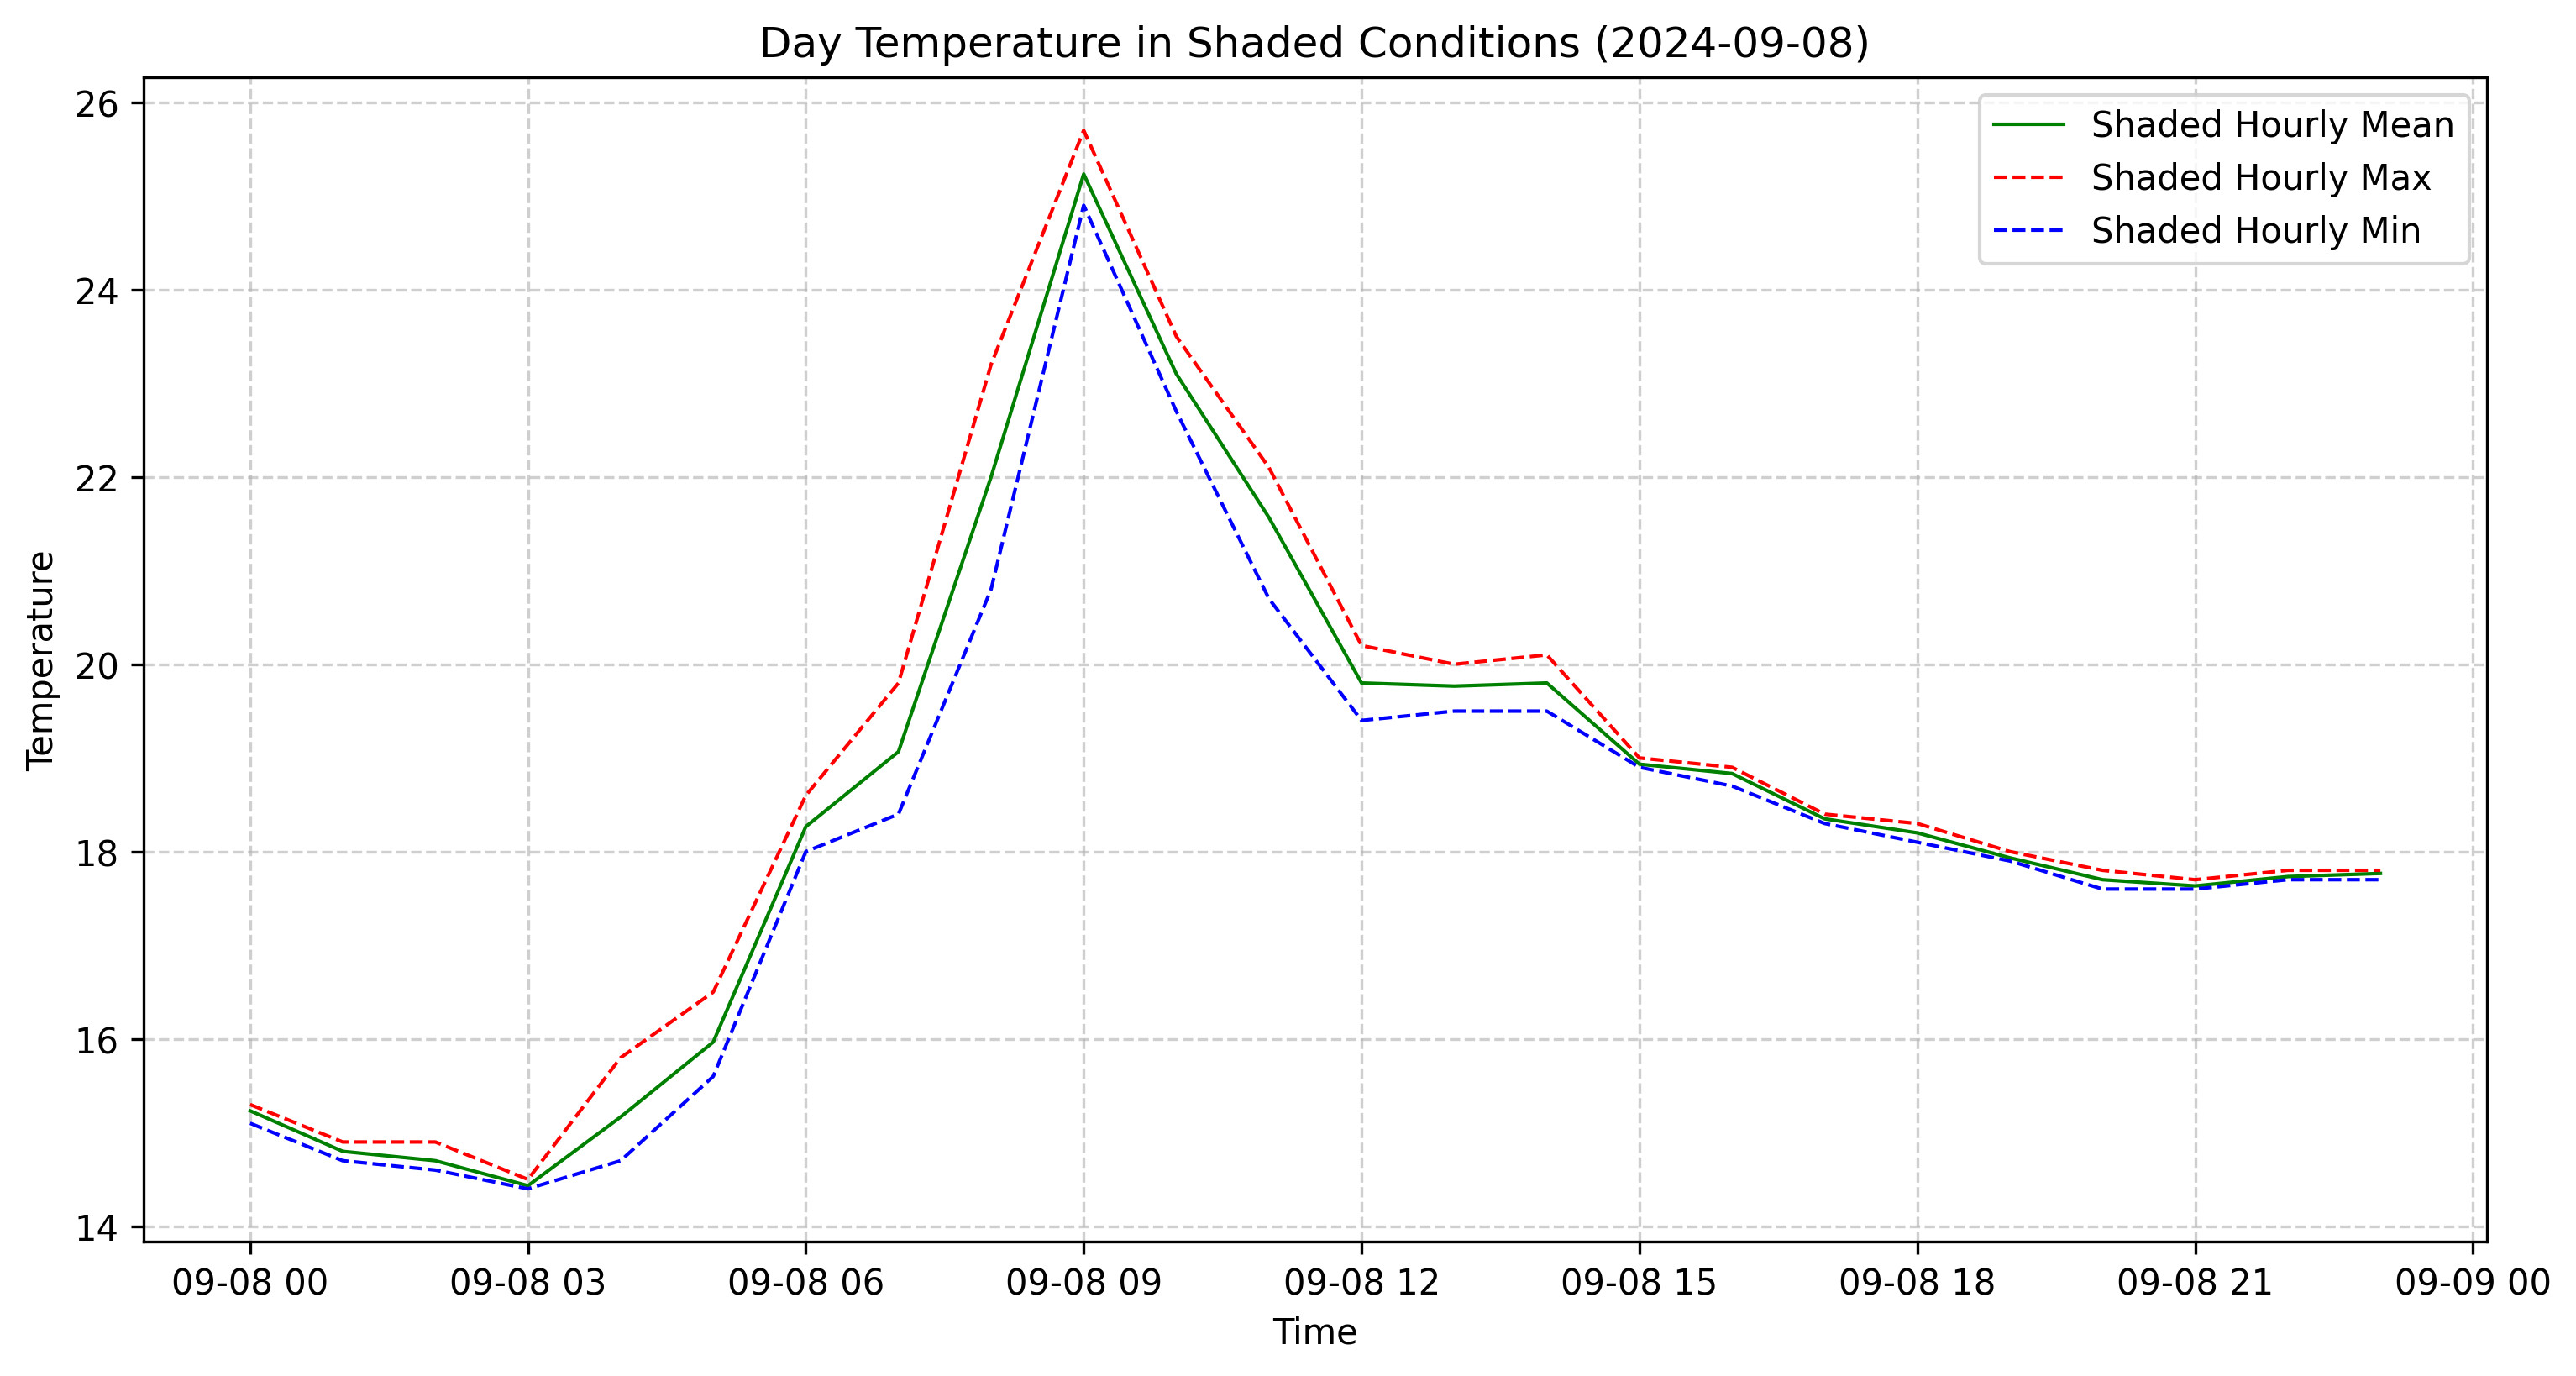 Day Temperature in Shaded Conditions (2024-09-08)
Shaded Hourly Mean
Shaded Hourly Max
Shaded Hourly Min
Temperature
26
24
22
20
18
16
14
09-08 00
09-08 03
09-08 06
09-08 09
09-08 12
09-08 15
09-08 18
09-08 21
09-09 00
Time